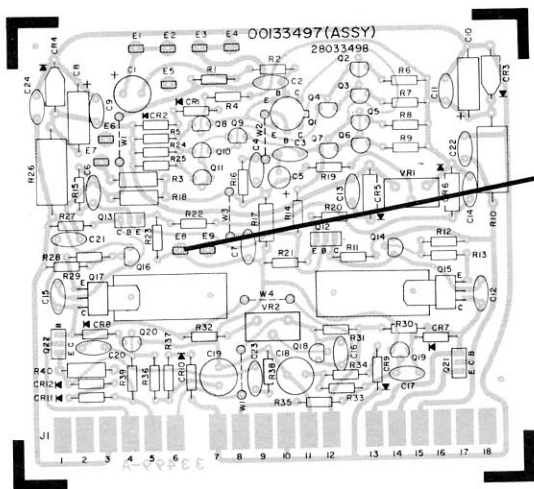 00133497(ASSY)
28033498
E1 E2 E3 E4
CR4 C8 C1 E5 R1 R2 C2 Q2 R6 C10 CR3
C24 C9 CR1 R4 E B C Q4 Q3 R7 C11
E6 CR2 Q8 Q9 W2 Q1 Q5 R8
R5 R24 E B C Q7 Q6 R9 C22
E7 W1 R25 Q10 C4 C3 R19 VR1
R26 R15 C6 R3 Q11 R16 C5 C13 CR5 CR6 C14
R18 R17 R14 R10
R27 Q13 C B E R22 R20
C21 R23 E8 E9 Q12 E B C R11 Q14 R12
R28 R29 Q16 R21 R13
C15 Q17 E C W4 Q15 E C C12
CR8 Q20 R32 VR2 R31 R30 CR7
Q22 B E C C20 R37 C19 C23 C18 Q18 C16 Q19 Q21 E C B
R40 R39 R36 CR10 R38 R34 CR9
CR12 R33 C17
CR11 W1 R35
J1
1 2 3 4 5 6 7 8 9 10 11 12 13 14 15 16 17 18
33499-A